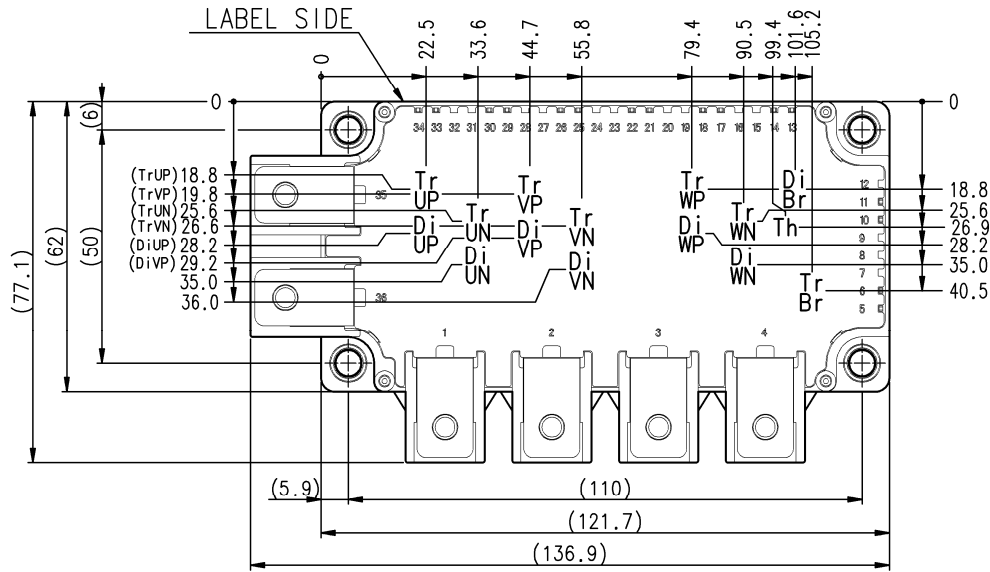 LABEL SIDE
0
22.5
33.6
44.7
55.8
79.4
90.5
99.4
101.6
105.2
0
0
(6)
(50)
(62)
(77.1)
34 33 32 31 30 29 28 27 26 25 24 23 22 21 20 19 18 17 16 15 14 13
(TrUP) 18.8
(TrVP) 19.8
(TrUN) 25.6
(TrVN) 26.6
(DiUP) 28.2
(DiVP) 29.2
35.0
36.0
35
36
Tr UP
Tr VP
Tr UN
Tr VN
Di UP
Di VP
Di UN
Di VN
Tr WP
Di WP
Tr WN
Di WN
Di Br
Th
Tr Br
12
11
10
9
8
7
6
5
18.8
25.6
26.9
28.2
35.0
40.5
1 2 3 4
(5.9)
(110)
(121.7)
(136.9)